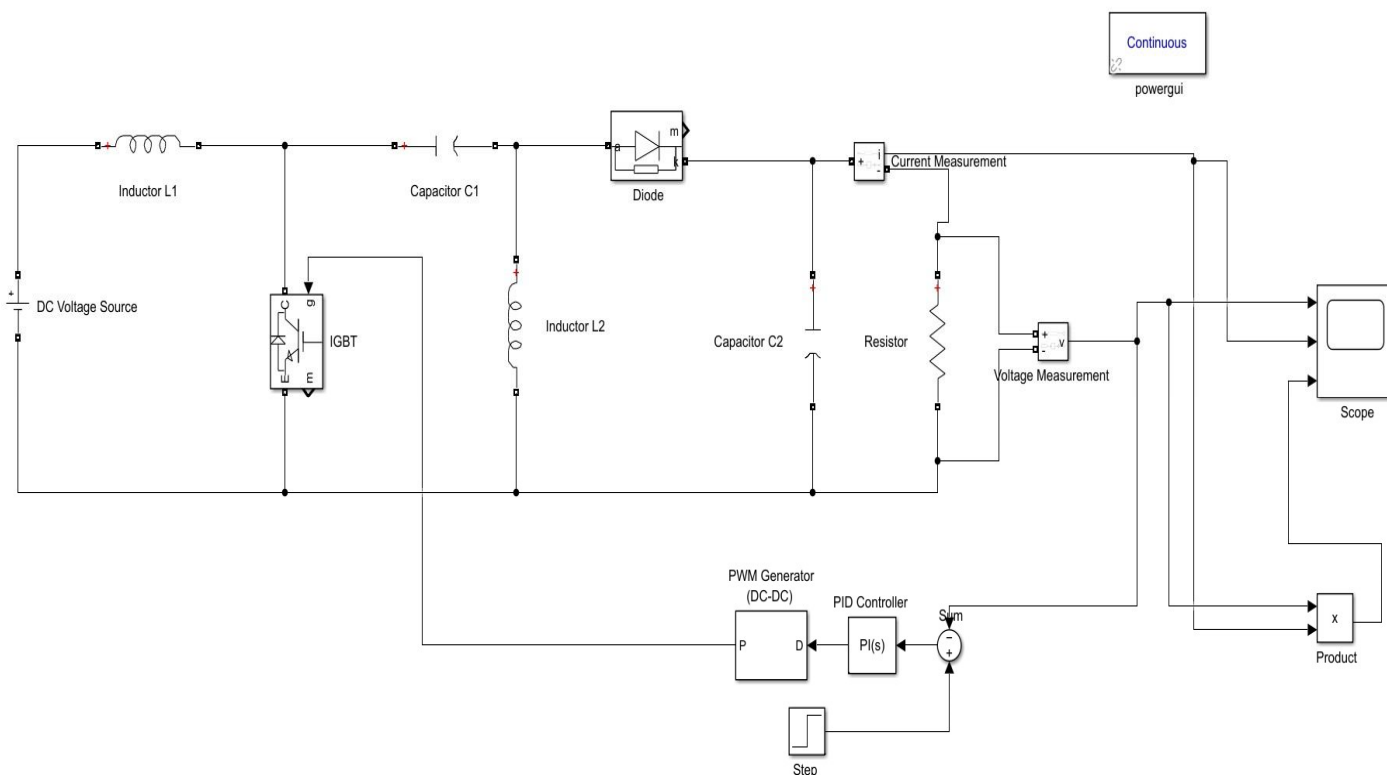 Continuous
powergui
m
a
k
Diode
Inductor L1
Capacitor C1
+
i
-
Current Measurement
+
DC Voltage Source
C
g
E
m
IGBT
+
Inductor L2
+
Capacitor C2
+
Resistor
+
-
v
Voltage Measurement
Scope
PWM Generator
(DC-DC)
P
D
PID Controller
PI(s)
Sum
-
+
x
Product
Step